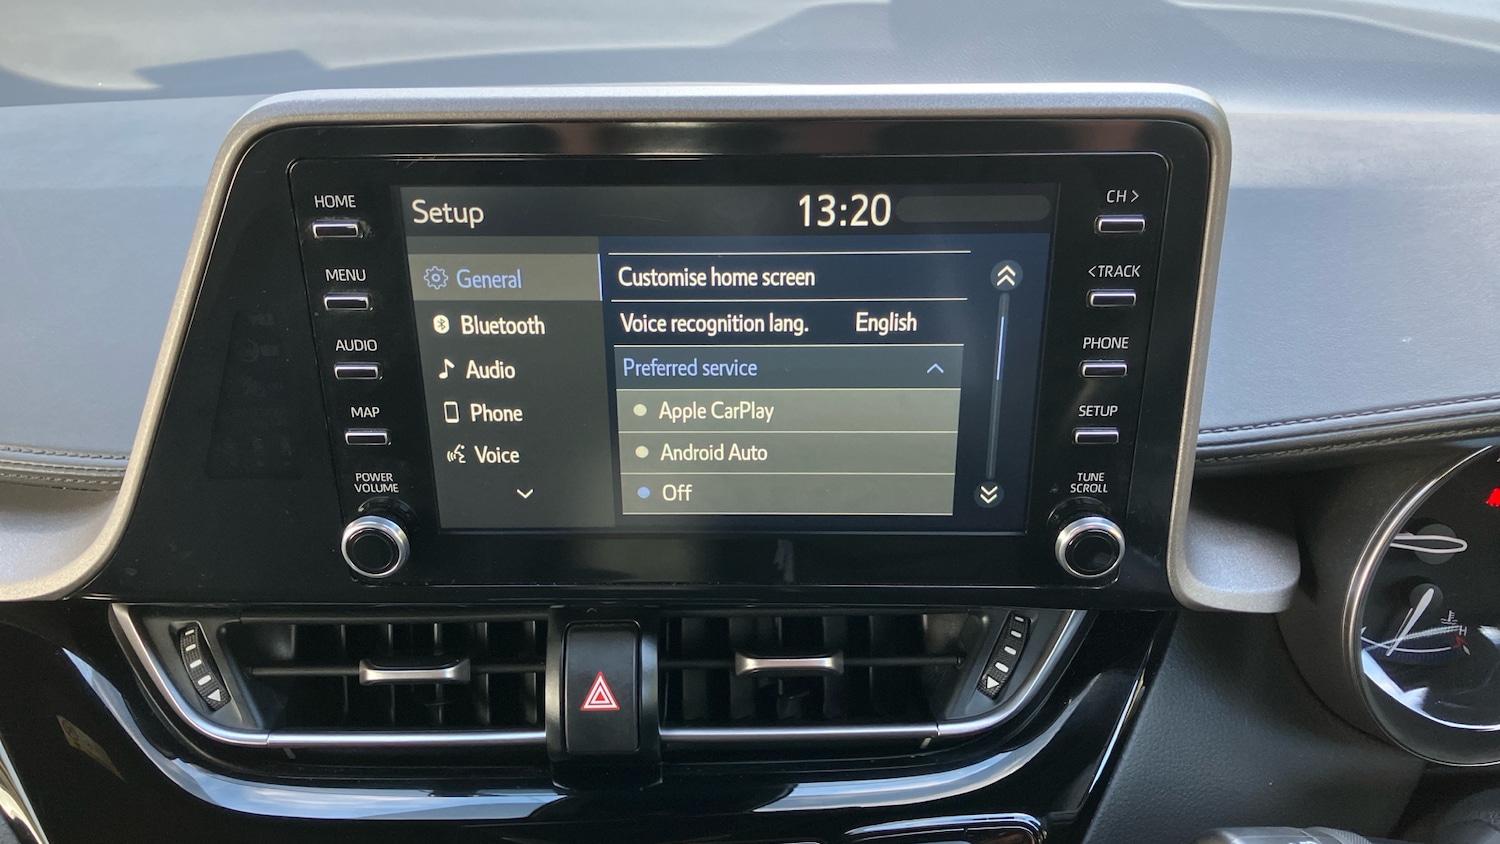 HOME
MENU
AUDIO
MAP
POWER
VOLUME
Setup
13:20
General
Bluetooth
Audio
Phone
Voice
Customise home screen
Voice recognition lang. English
Preferred service
Apple CarPlay
Android Auto
Off
CH >
<TRACK
PHONE
SETUP
TUNE
SCROLL
H